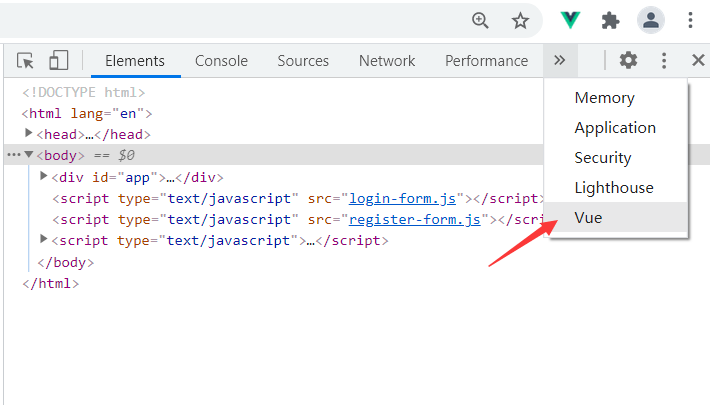 Elements Console Sources Network Performance »
Memory
Application
Security
Lighthouse
Vue
<!DOCTYPE html>
<html lang="en">
<head>…</head>
<body> == $0
<div id="app">…</div>
<script type="text/javascript" src="login-form.js"></script>
<script type="text/javascript" src="register-form.js"></scri
<script type="text/javascript">…</script>
</body>
</html>